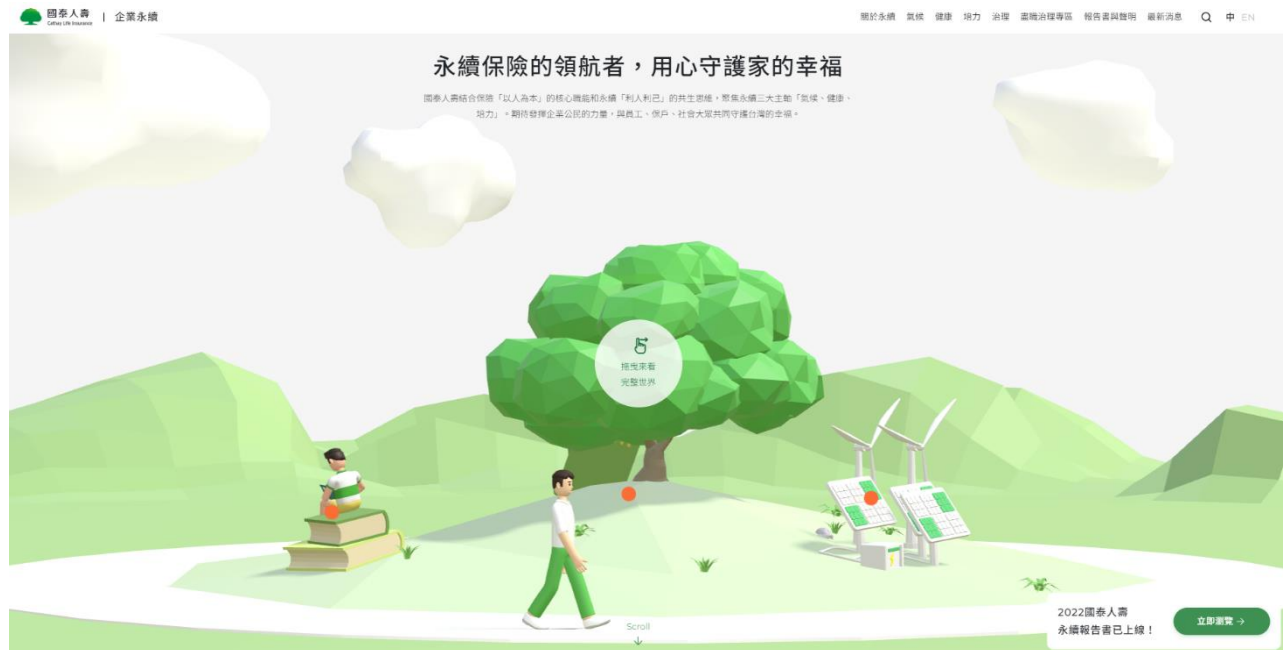 國泰人壽
Cathay Life Insurance
企業永續
關於永續 氣候 健康 培力 治理 盡職治理專區 報告書與聲明 最新消息 中 EN
永續保險的領航者，用心守護家的幸福
國泰人壽結合保險「以人為本」的核心職能和永續「利人利己」的共生思維，聚焦永續三大主軸「氣候、健康、
培力」。期待發揮企業公民的力量，與員工、保戶、社會大眾共同守護台灣的幸福。
拖曳來看
完整世界
Scroll
2022國泰人壽
永續報告書已上線！
立即瀏覽